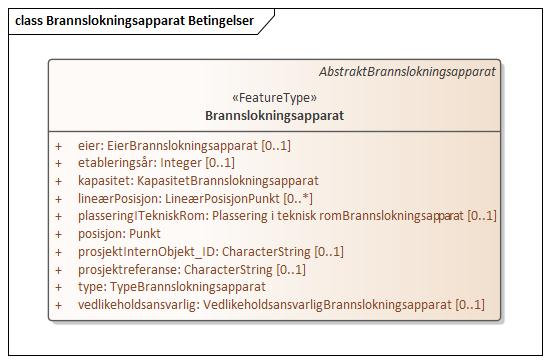 class Brannslokningsapparat Betingelser
AbstraktBrannslokningsapparat
«FeatureType»
Brannslokningsapparat
+ eier: EierBrannslokningsapparat [0..1]
+ etableringsår: Integer [0..1]
+ kapasitet: KapasitetBrannslokningsapparat
+ lineærPosisjon: LineærPosisjonPunkt [0..*]
+ plasseringITekniskRom: Plassering i teknisk romBrannslokningsapparat [0..1]
+ posisjon: Punkt
+ prosjektInternObjekt_ID: CharacterString [0..1]
+ prosjektreferanse: CharacterString [0..1]
+ type: TypeBrannslokningsapparat
+ vedlikeholdsansvarlig: VedlikeholdsansvarligBrannslokningsapparat [0..1]